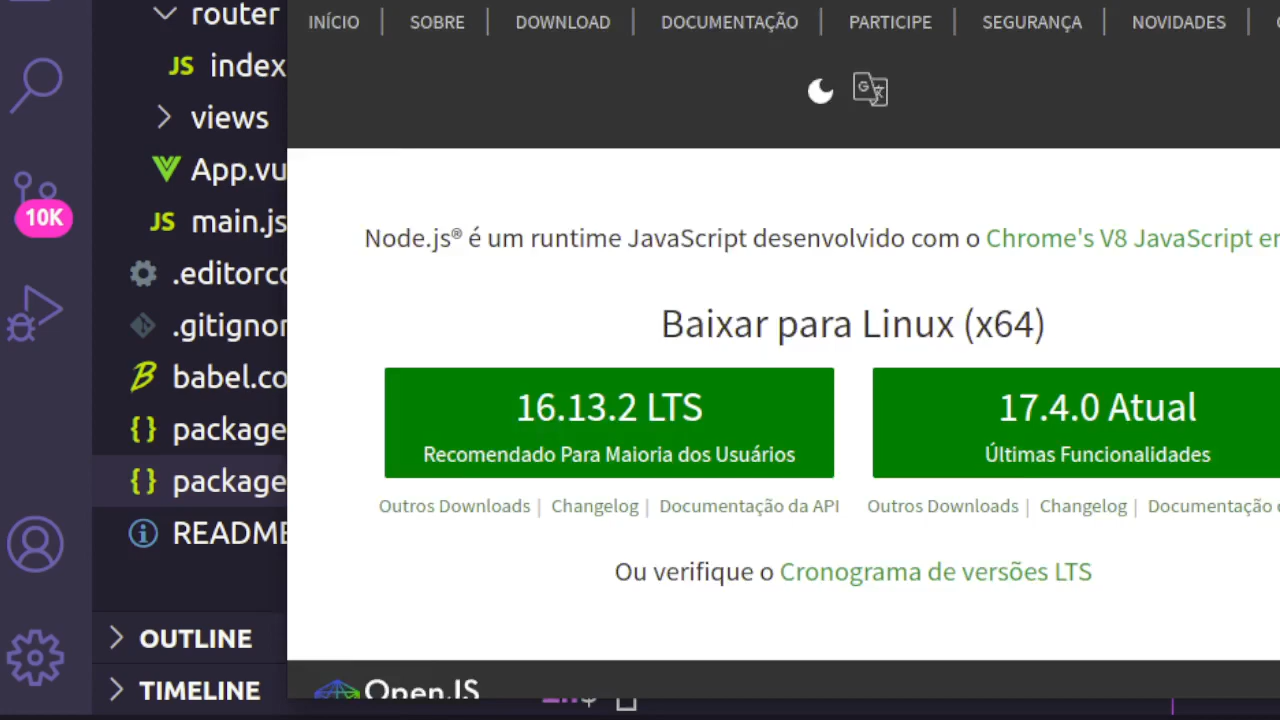 router
JS index
views
App.vu
JS main.js
.editorco
.gitignor
babel.co
{} package
{} package
README
OUTLINE
TIMELINE
10K
INÍCIO | SOBRE | DOWNLOAD | DOCUMENTAÇÃO | PARTICIPE | SEGURANÇA | NOVIDADES |
Node.js® é um runtime JavaScript desenvolvido com o Chrome's V8 JavaScript en
Baixar para Linux (x64)
16.13.2 LTS
Recomendado Para Maioria dos Usuários
Outros Downloads | Changelog | Documentação da API
17.4.0 Atual
Últimas Funcionalidades
Outros Downloads | Changelog | Documentação d
Ou verifique o Cronograma de versões LTS
OpenJS